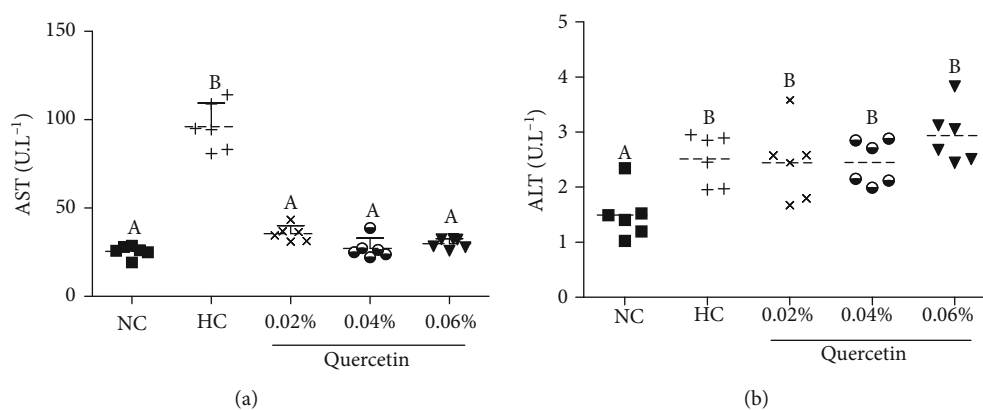 150
100
50
0
AST (U.L⁻¹)
A
B
A
A
A
NC HC 0.02% 0.04% 0.06%
Quercetin
(a)
5
4
3
2
1
0
ALT (U.L⁻¹)
A
B
B
B
B
NC HC 0.02% 0.04% 0.06%
Quercetin
(b)